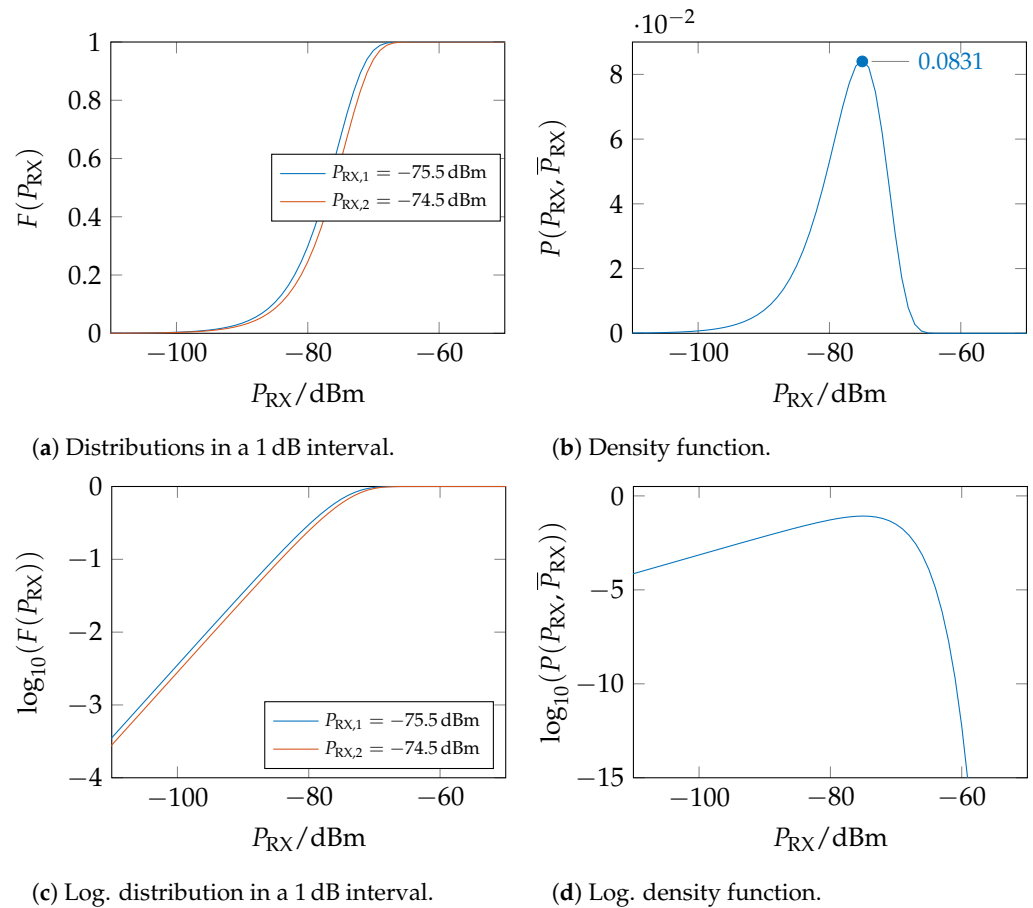 1
0.8
0.6
0.4
0.2
0
−100 −80 −60
F(P_RX)
P_RX/dBm
P_RX,1 = −75.5 dBm
P_RX,2 = −74.5 dBm
(a) Distributions in a 1 dB interval.
·10^−2
8
6
4
2
0
−100 −80 −60
P(P_RX, P̅_RX)
P_RX/dBm
0.0831
(b) Density function.
0
−1
−2
−3
−4
−100 −80 −60
log_10(F(P_RX))
P_RX/dBm
P_RX,1 = −75.5 dBm
P_RX,2 = −74.5 dBm
(c) Log. distribution in a 1 dB interval.
0
−5
−10
−15
−100 −80 −60
log_10(P(P_RX, P̅_RX))
P_RX/dBm
(d) Log. density function.